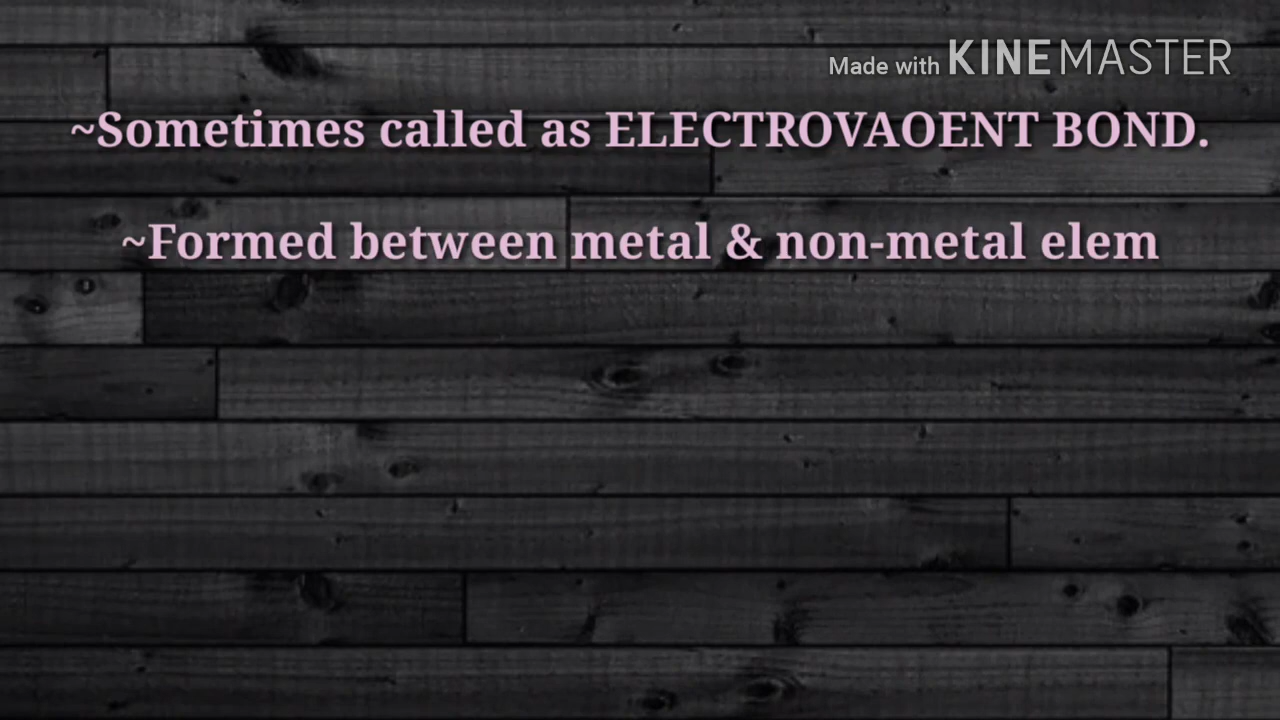 Made with KINEMASTER
~Sometimes called as ELECTROVAOENT BOND.
~Formed between metal & non-metal elem